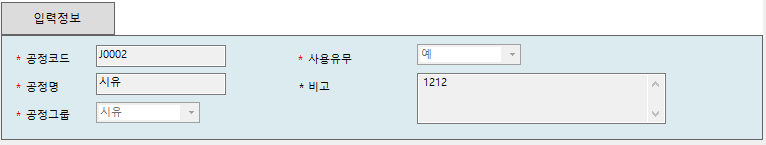 입력정보
* 공정코드 J0002 * 사용유무 예
* 공정명 시유 * 비고 1212
* 공정그룹 시유